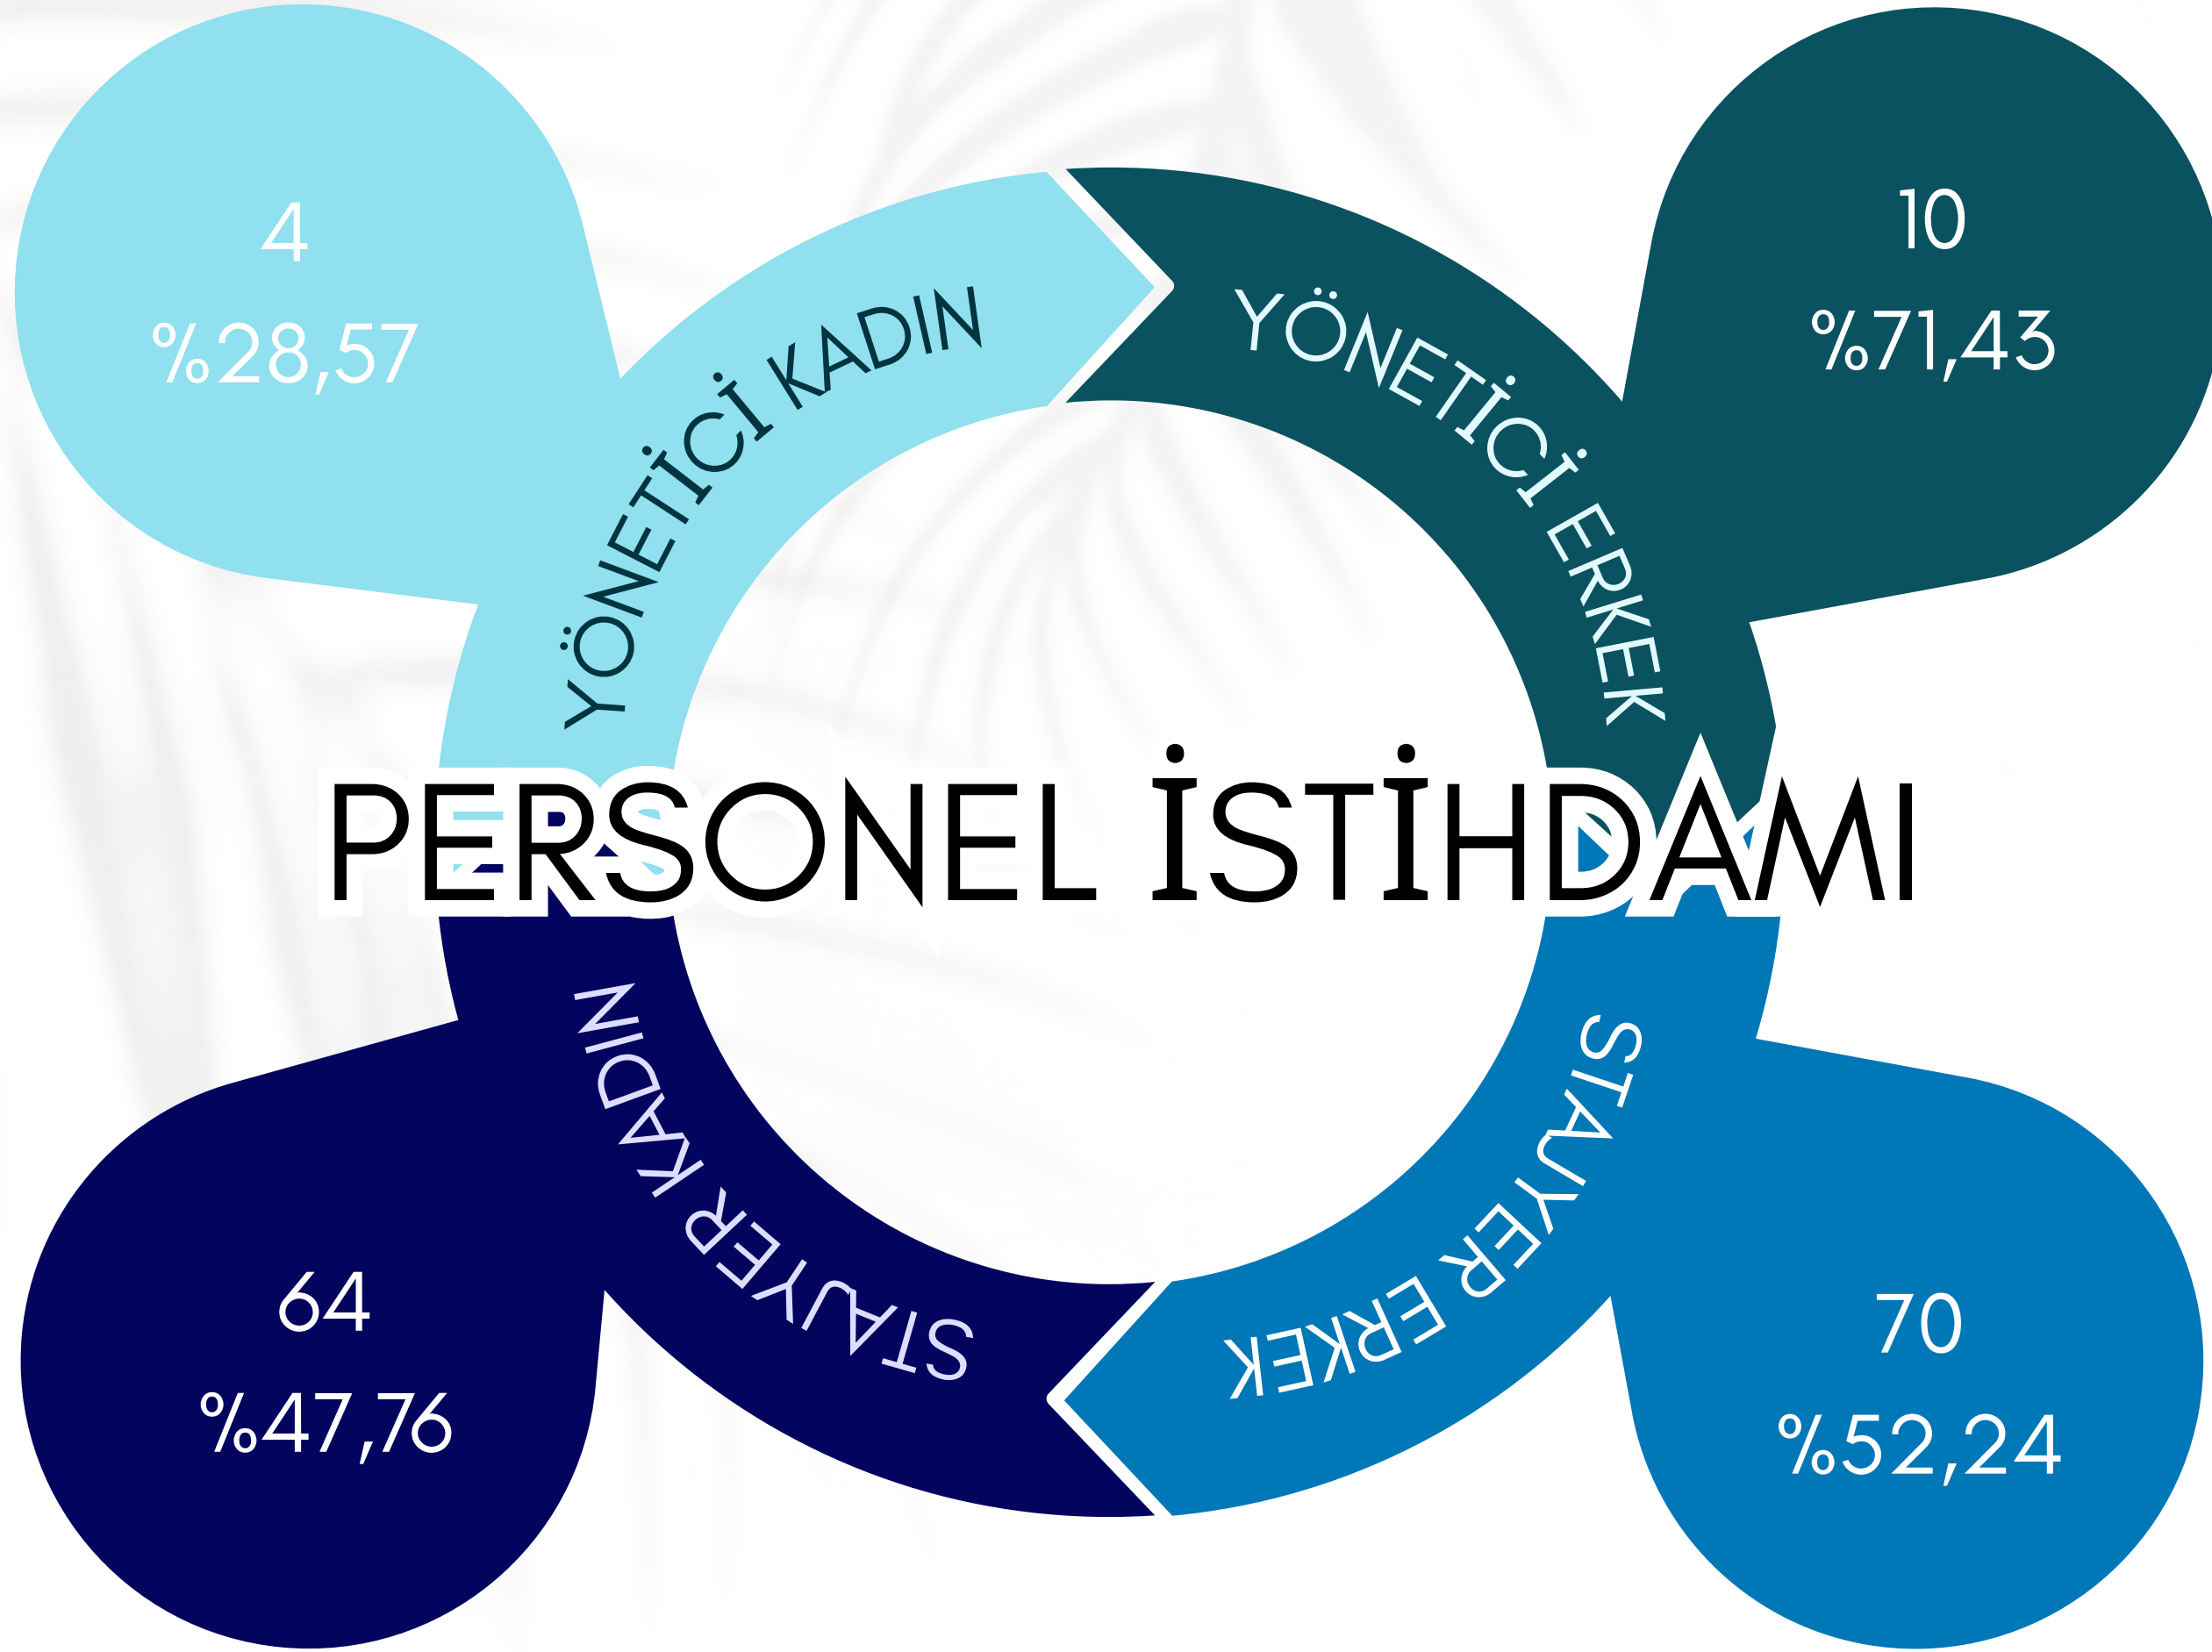 4
%28,57
YÖNETİCİ KADIN
YÖNETİCİ ERKEK
10
%71,43
PERSONEL İSTİHDAMI
STAJYER KADIN
64
%47,76
STAJYER ERKEK
70
%52,24